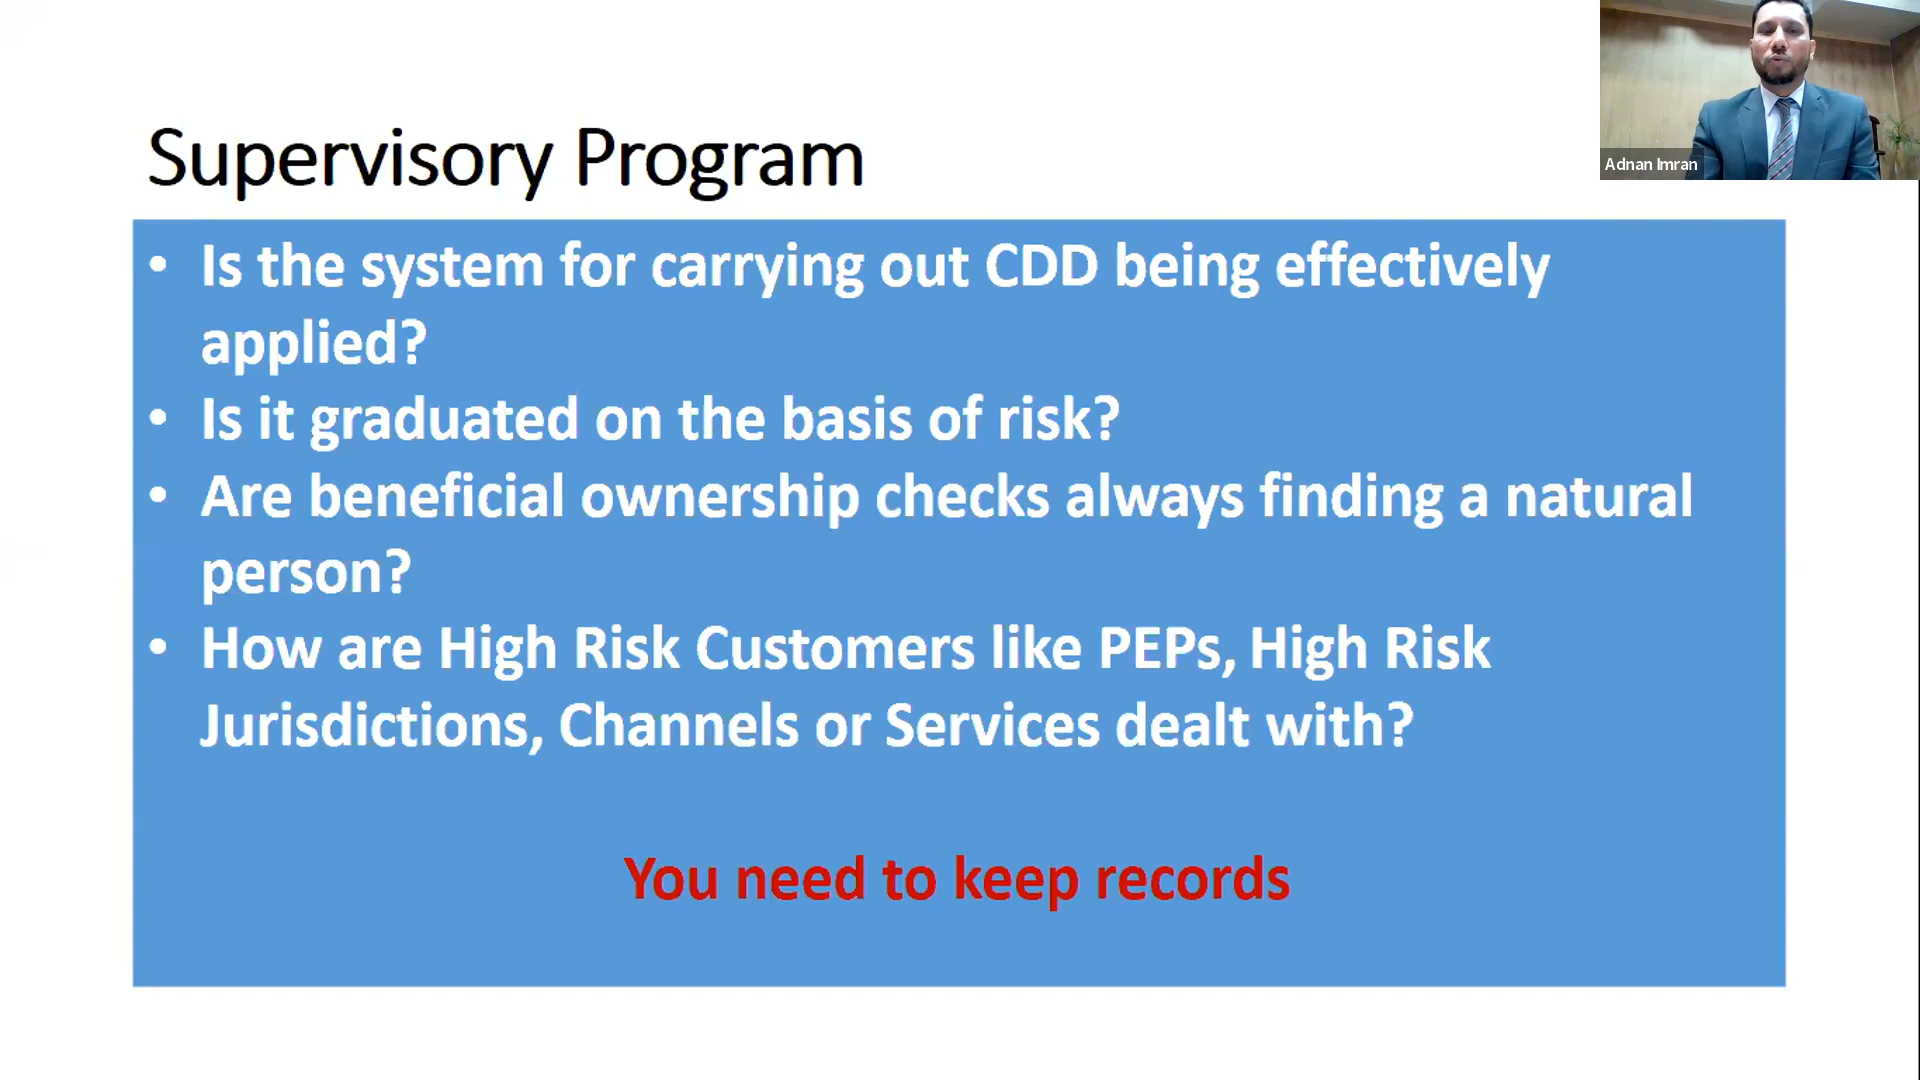 Supervisory Program
Adnan Imran
• Is the system for carrying out CDD being effectively
applied?
• Is it graduated on the basis of risk?
• Are beneficial ownership checks always finding a natural
person?
• How are High Risk Customers like PEPs, High Risk
Jurisdictions, Channels or Services dealt with?
You need to keep records